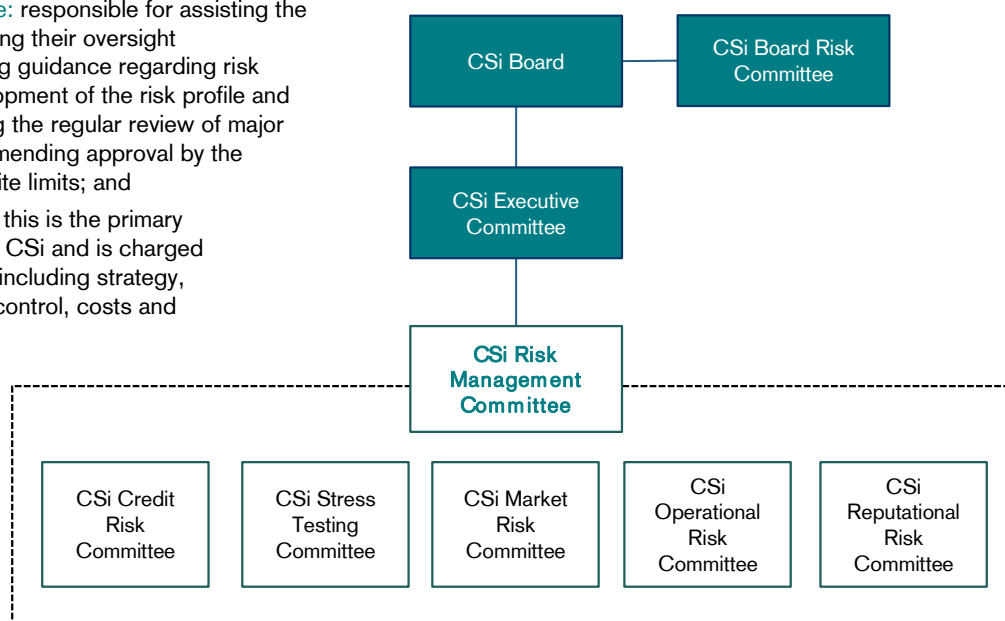 e: responsible for assisting the
ing their oversight
g guidance regarding risk
opment of the risk profile and
g the regular review of major
mending approval by the
ite limits; and
this is the primary
CSi and is charged
including strategy,
control, costs and
CSi Board
CSi Board Risk
Committee
CSi Executive
Committee
CSi Risk
Management
Committee
CSi Credit
Risk
Committee
CSi Stress
Testing
Committee
CSi Market
Risk
Committee
CSi
Operational
Risk
Committee
CSi
Reputational
Risk
Committee